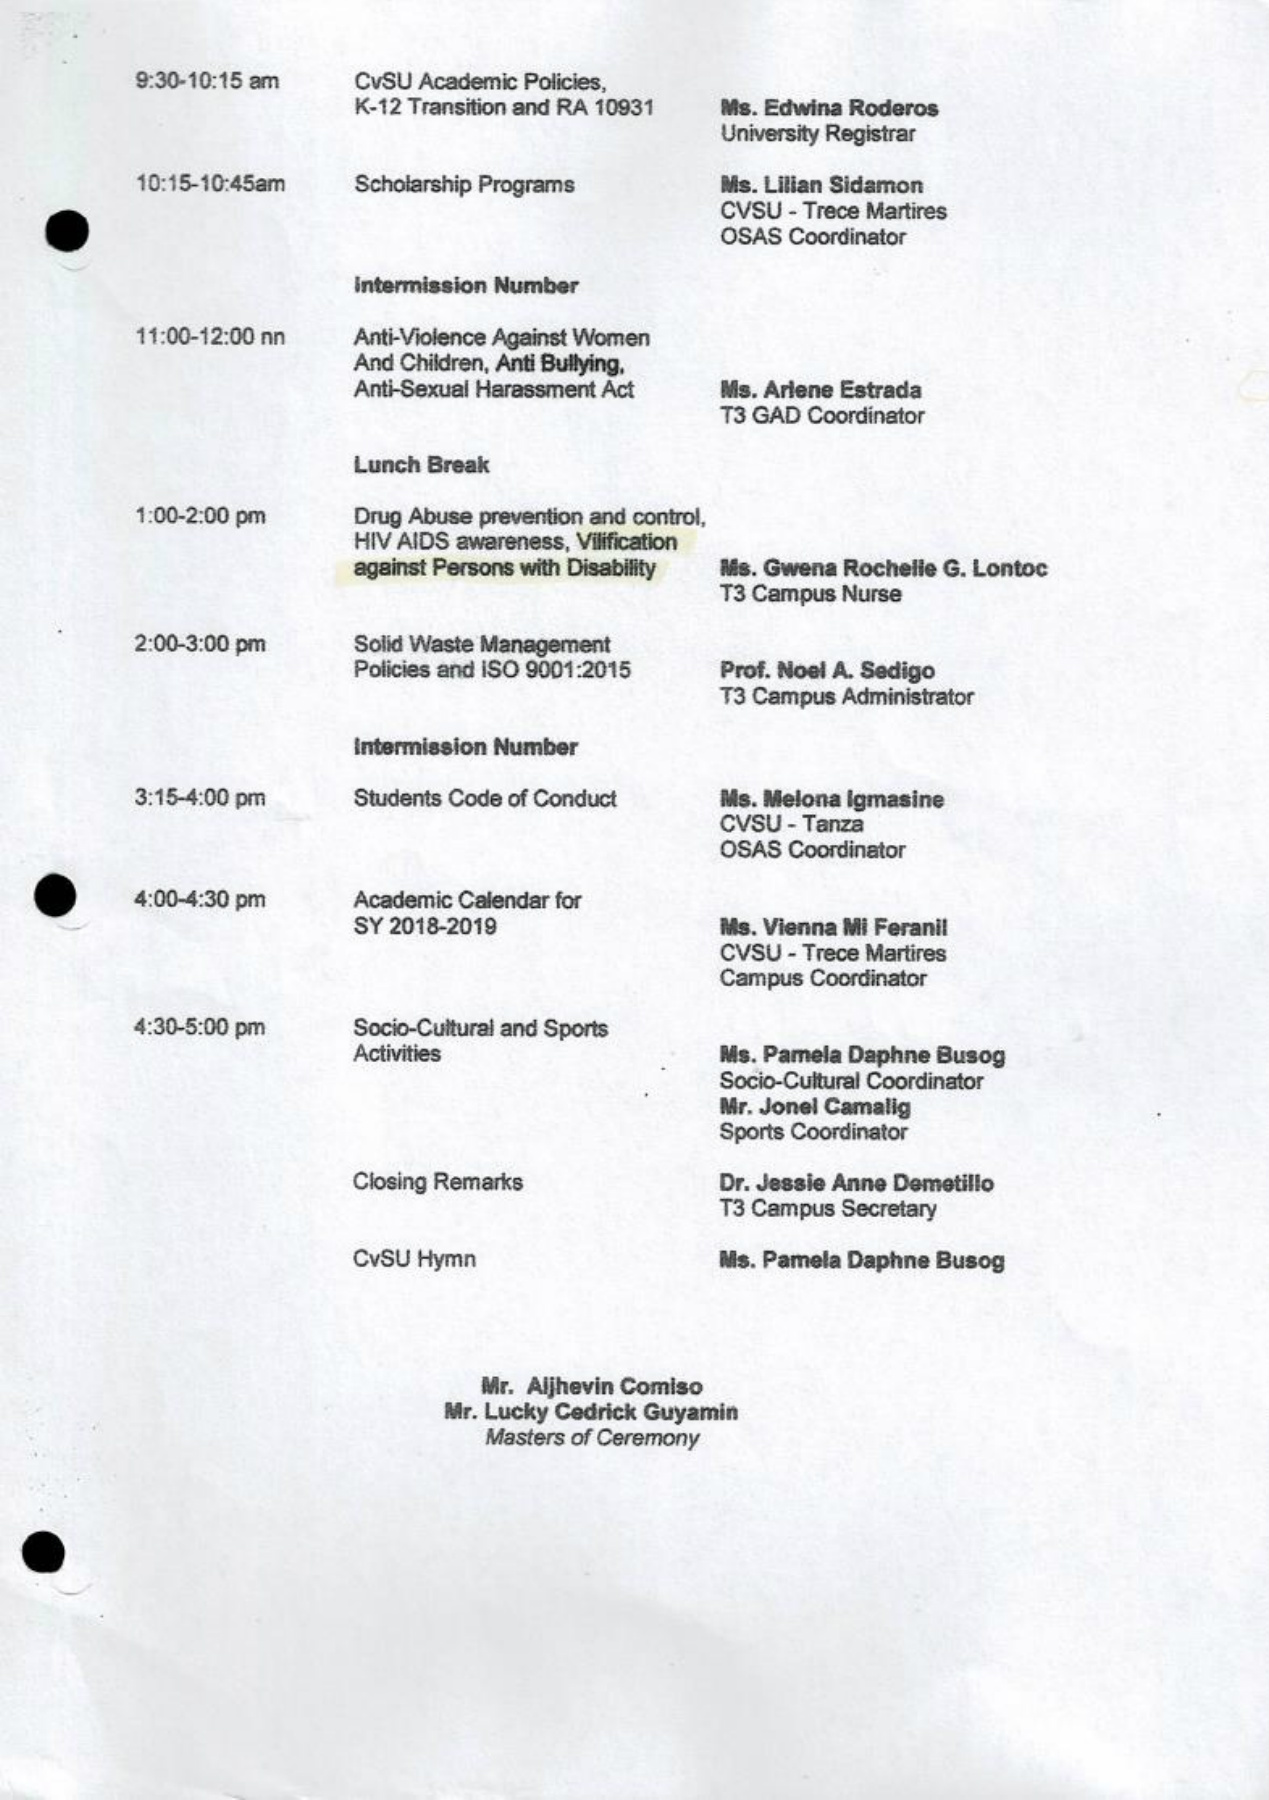 9:30-10:15 am CvSU Academic Policies,
K-12 Transition and RA 10931 Ms. Edwina Roderos
University Registrar
10:15-10:45am Scholarship Programs Ms. Lilian Sidamon
CVSU - Trece Martires
OSAS Coordinator
Intermission Number
11:00-12:00 nn Anti-Violence Against Women
And Children, Anti Bullying,
Anti-Sexual Harassment Act Ms. Arlene Estrada
T3 GAD Coordinator
Lunch Break
1:00-2:00 pm Drug Abuse prevention and control,
HIV AIDS awareness, Vilification
against Persons with Disability Ms. Gwena Rochelle G. Lontoc
T3 Campus Nurse
2:00-3:00 pm Solid Waste Management
Policies and ISO 9001:2015 Prof. Noel A. Sedigo
T3 Campus Administrator
Intermission Number
3:15-4:00 pm Students Code of Conduct Ms. Melona Igmasine
CVSU - Tanza
OSAS Coordinator
4:00-4:30 pm Academic Calendar for
SY 2018-2019 Ms. Vienna Mi Feranil
CVSU - Trece Martires
Campus Coordinator
4:30-5:00 pm Socio-Cultural and Sports
Activities Ms. Pamela Daphne Busog
Socio-Cultural Coordinator
Mr. Jonel Camalig
Sports Coordinator
Closing Remarks Dr. Jessie Anne Demetillo
T3 Campus Secretary
CvSU Hymn Ms. Pamela Daphne Busog
Mr. Aljhevin Comiso
Mr. Lucky Cedrick Guyamin
Masters of Ceremony